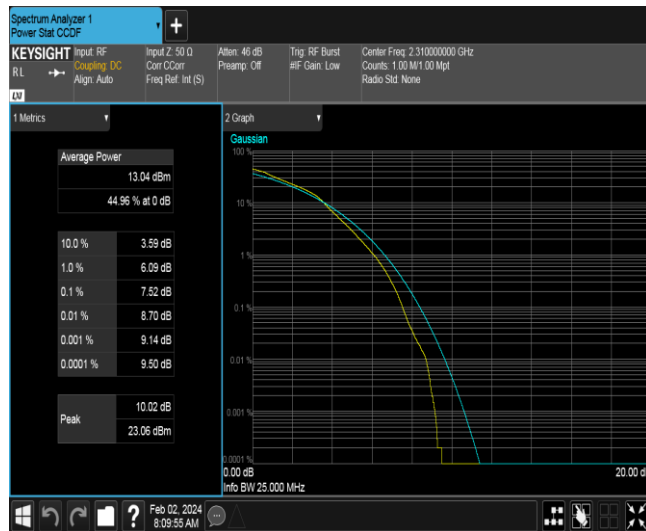 Spectrum Analyzer 1
Power Stat CCDF
+
KEYSIGHT
RL
LXI
Input: RF
Coupling: DC
Align: Auto
Input Z: 50 Ω
Corr CCorr
Freq Ref: Int (S)
Atten: 46 dB
Preamp: Off
Trig: RF Burst
#IF Gain: Low
Center Freq: 2.310000000 GHz
Counts: 1.00 M/1.00 Mpt
Radio Std: None
1 Metrics
Average Power
13.04 dBm
44.96 % at 0 dB
10.0 % 3.59 dB
1.0 % 6.09 dB
0.1 % 7.52 dB
0.01 % 8.70 dB
0.001 % 9.14 dB
0.0001 % 9.50 dB
Peak
10.02 dB
23.06 dBm
2 Graph
Gaussian
100 %
10 %
1 %
0.1 %
0.01 %
0.001 %
0.0001 %
0.00 dB
20.00 d
Info BW 25.000 MHz
?
Feb 02, 2024
8:09:55 AM